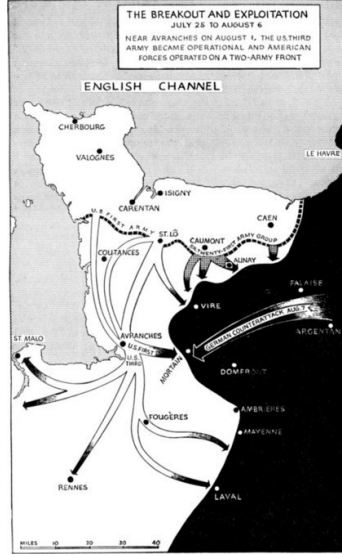 THE BREAKOUT AND EXPLOITATION
JULY 25 TO AUGUST 6
NEAR AVRANCHES ON AUGUST 1, THE U.S. THIRD
ARMY BECAME OPERATIONAL AND AMERICAN
FORCES OPERATED ON A TWO-ARMY FRONT
ENGLISH CHANNEL
CHERBOURG
VALOGNES
LE HAVRE
ISIGNY
CARENTAN
U S FIRST ARMY
ST. LÔ
CAUMONT
CAEN
TWENTY-FIRST ARMY GROUP
COUTANCES
AUNAY
FALAISE
VIRE
GERMAN COUNTERATTACK AUG. 7
ARGENTAN
ST. MALO
AVRANCHES
U.S. FIRST
U.S.
THIRD
MORTAIN
DOMFRONT
AMBRIERES
FOUGÈRES
MAYENNE
RENNES
LAVAL
MILES 10 20 30 40